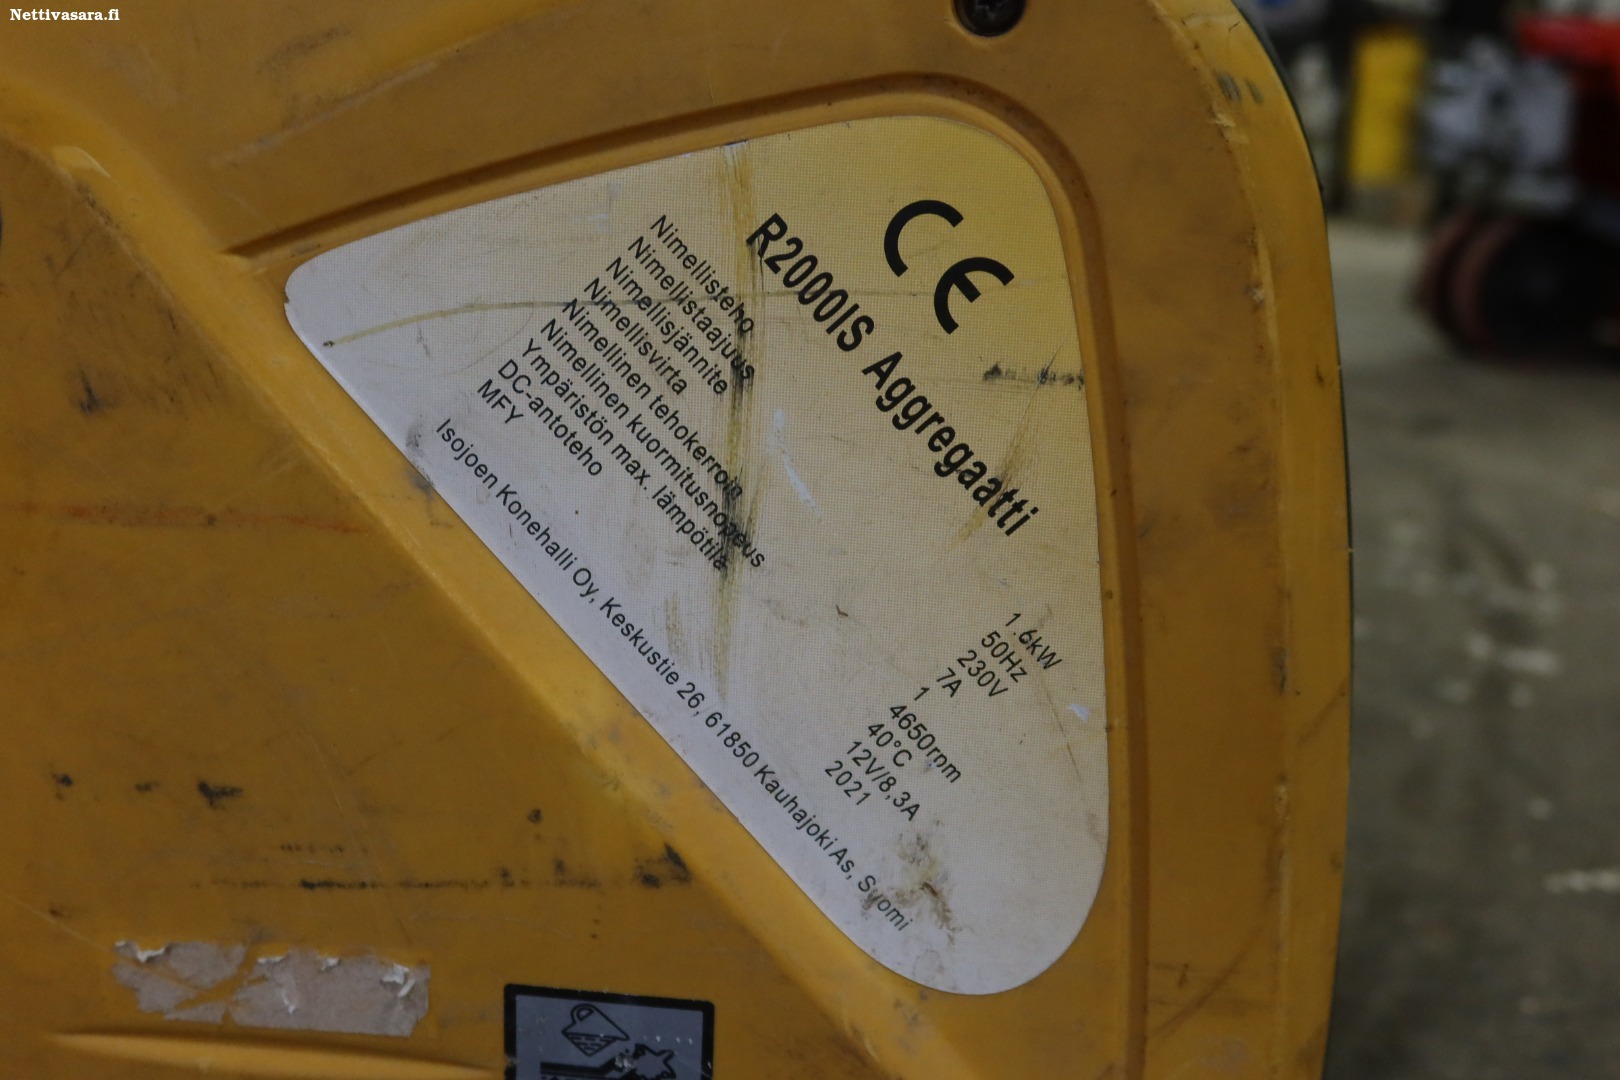 Nettivasara.fi
CE
R2000IS Aggregaatti
Nimellisteho 1.6kW
Nimellistaajuus 50Hz
Nimellisjännite 230V
Nimellisvirta 7A
Nimellinen tehokerroin 1
Nimellinen kuormitusnopeus 4650rpm
Ympäristön max. lämpötila 40°C
DC-antoteho 12V/8,3A
MFY 2021
Isojoen Konehalli Oy, Keskustie 26, 61850 Kauhajoki As, Suomi